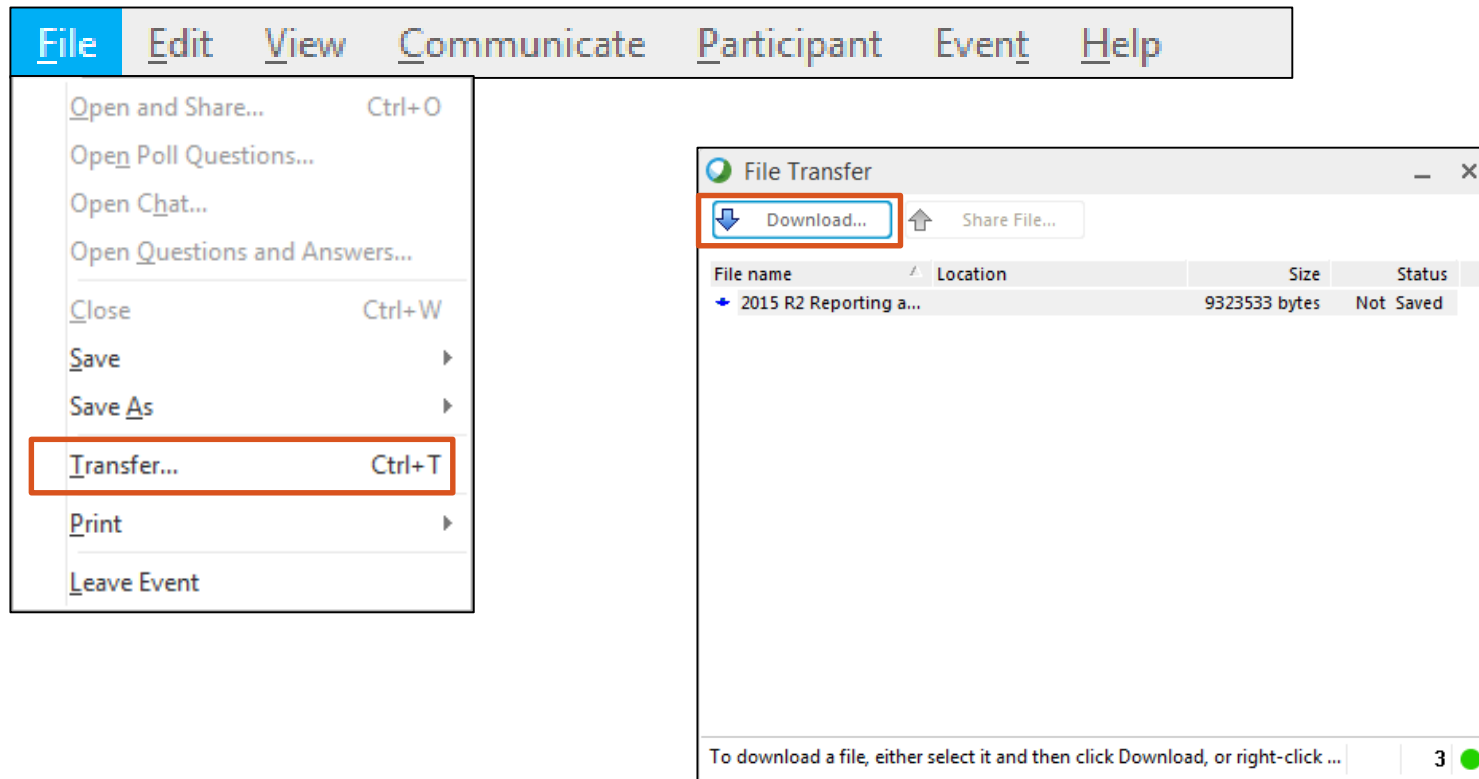 File Edit View Communicate Participant Event Help
Open and Share... Ctrl+O
Open Poll Questions...
Open Chat...
Open Questions and Answers...
Close Ctrl+W
Save
Save As
Transfer... Ctrl+T
Print
Leave Event
File Transfer
Download... Share File...
File name Location Size Status
2015 R2 Reporting a... 9323533 bytes Not Saved
To download a file, either select it and then click Download, or right-click ... 3